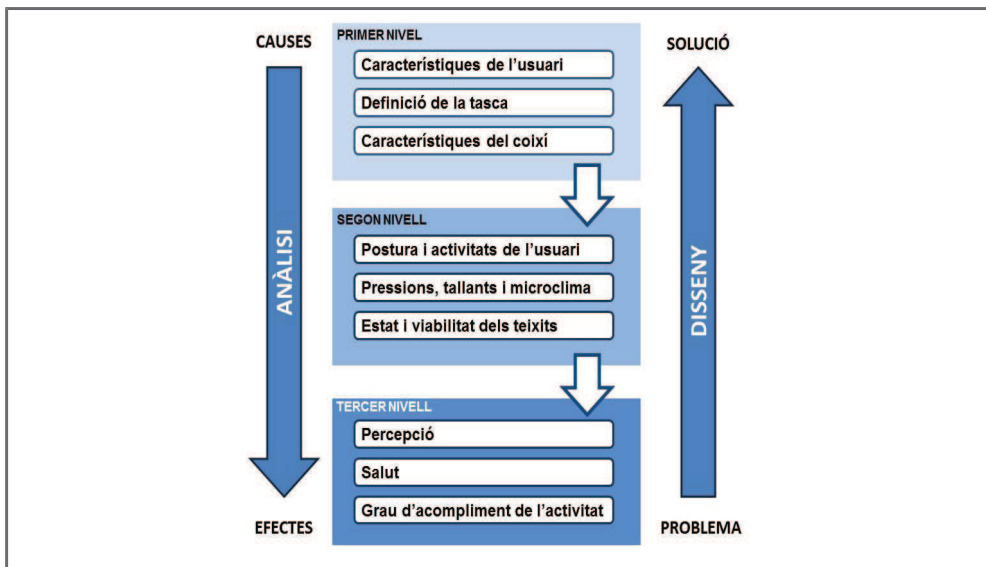 CAUSES
PRIMER NIVEL
SOLUCIÓ
Característiques de l'usuari
Definició de la tasca
Característiques del coixí
SEGON NIVELL
Postura i activitats de l'usuari
Pressions, tallants i microclima
Estat i viabilitat dels teixits
ANÀLISI
DISSENY
TERCER NIVELL
Percepció
Salut
Grau d'acompliment de l'activitat
EFECTES
PROBLEMA